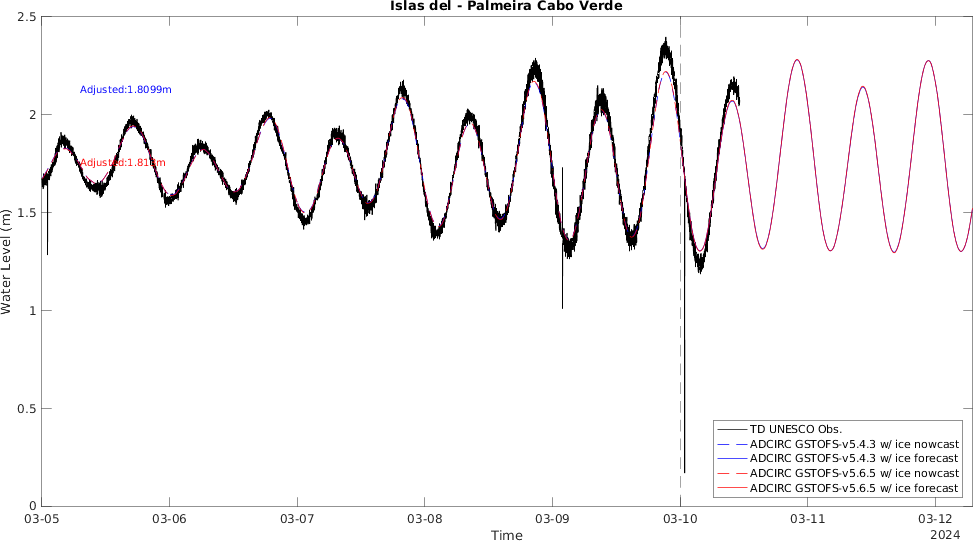 Islas del - Palmeira Cabo Verde
2.5
2
1.5
1
0.5
0
Water Level (m)
Adjusted:1.8099m
03-05
03-06
03-07
03-08
03-09
03-10
03-11
03-12
2024
Time
TD UNESCO Obs.
ADCIRC GSTOFS-v5.4.3 w/ ice nowcast
ADCIRC GSTOFS-v5.4.3 w/ ice forecast
ADCIRC GSTOFS-v5.6.5 w/ ice nowcast
ADCIRC GSTOFS-v5.6.5 w/ ice forecast